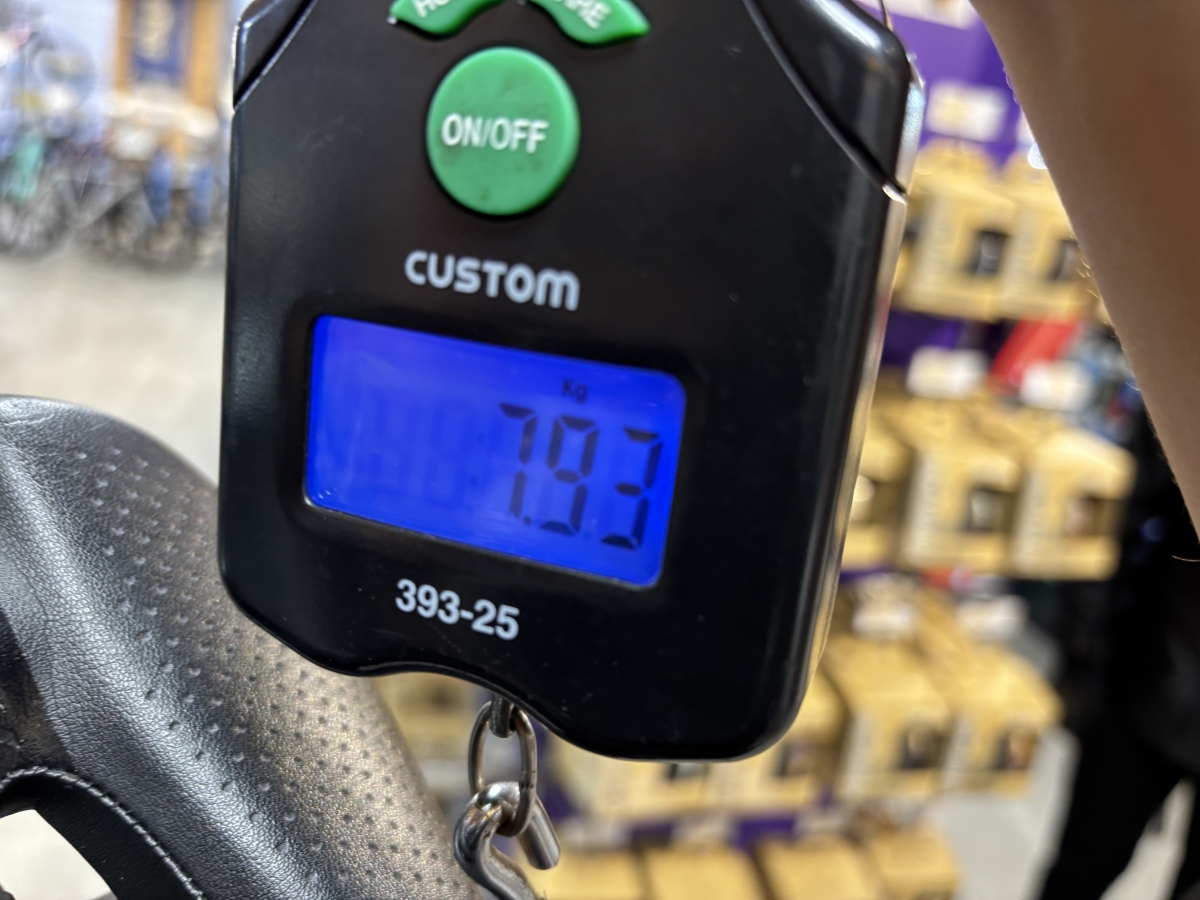 ON/OFF
CUSTOM
Kg
7.93
393-25